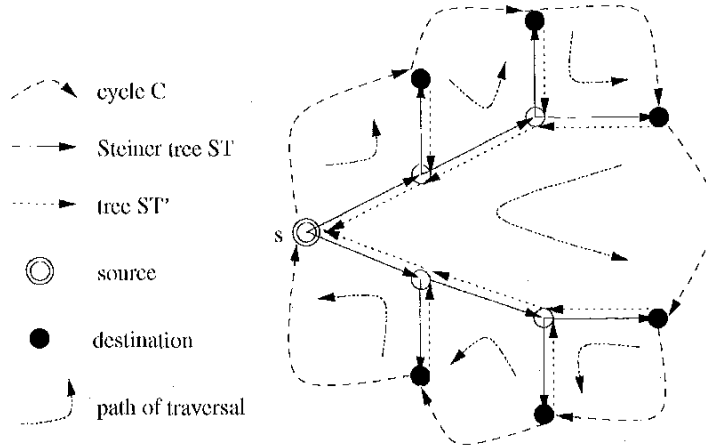 cycle C
Steiner tree ST
tree ST'
s
source
destination
path of traversal